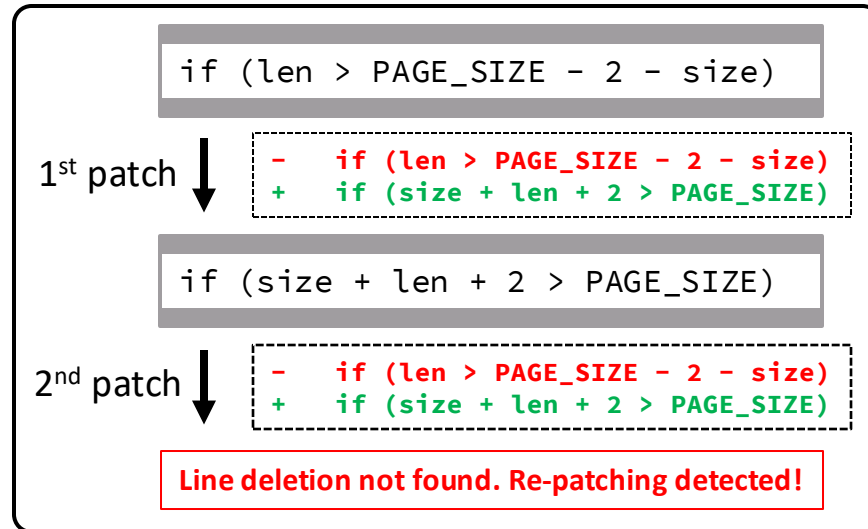 if (len > PAGE_SIZE - 2 - size)
1st patch
- if (len > PAGE_SIZE - 2 - size)
+ if (size + len + 2 > PAGE_SIZE)
if (size + len + 2 > PAGE_SIZE)
2nd patch
- if (len > PAGE_SIZE - 2 - size)
+ if (size + len + 2 > PAGE_SIZE)
Line deletion not found. Re-patching detected!